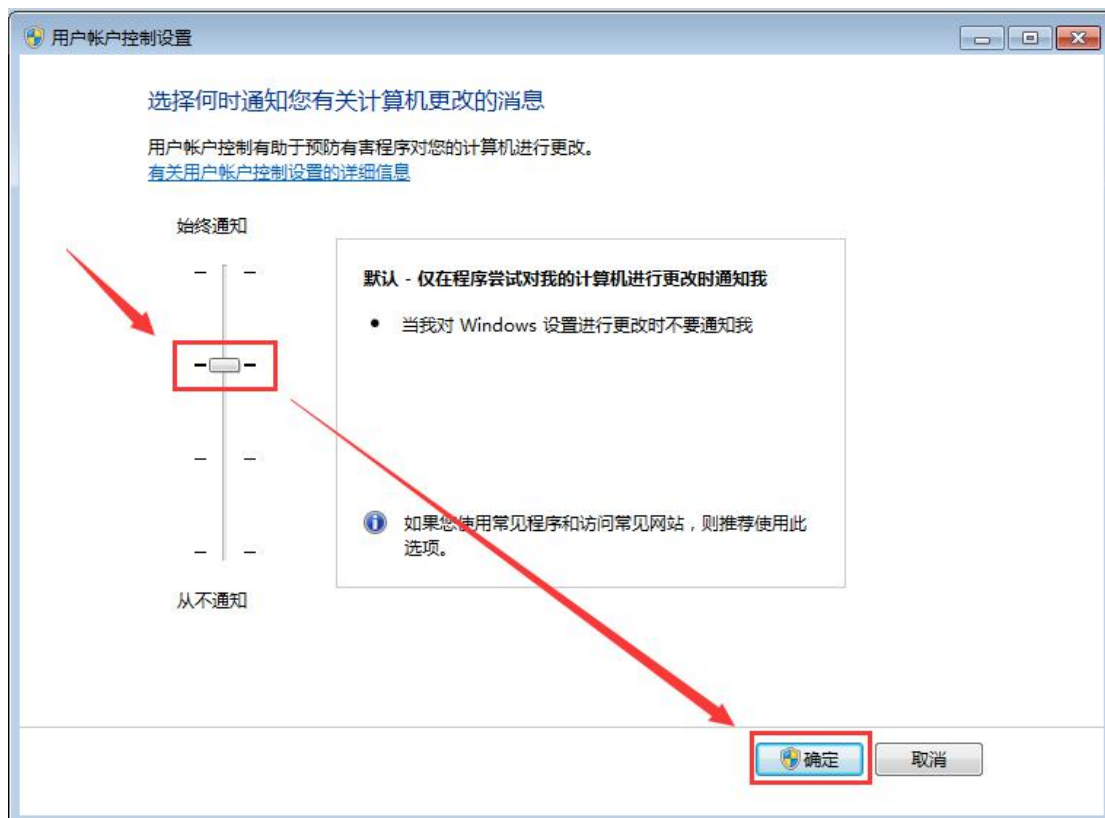 用户帐户控制设置
选择何时通知您有关计算机更改的消息
用户帐户控制有助于预防有害程序对您的计算机进行更改。
有关用户帐户控制设置的详细信息
始终通知
默认 - 仅在程序尝试对我的计算机进行更改时通知我
当我对 Windows 设置进行更改时不要通知我
如果您使用常见程序和访问常见网站，则推荐使用此
选项。
从不通知
确定
取消